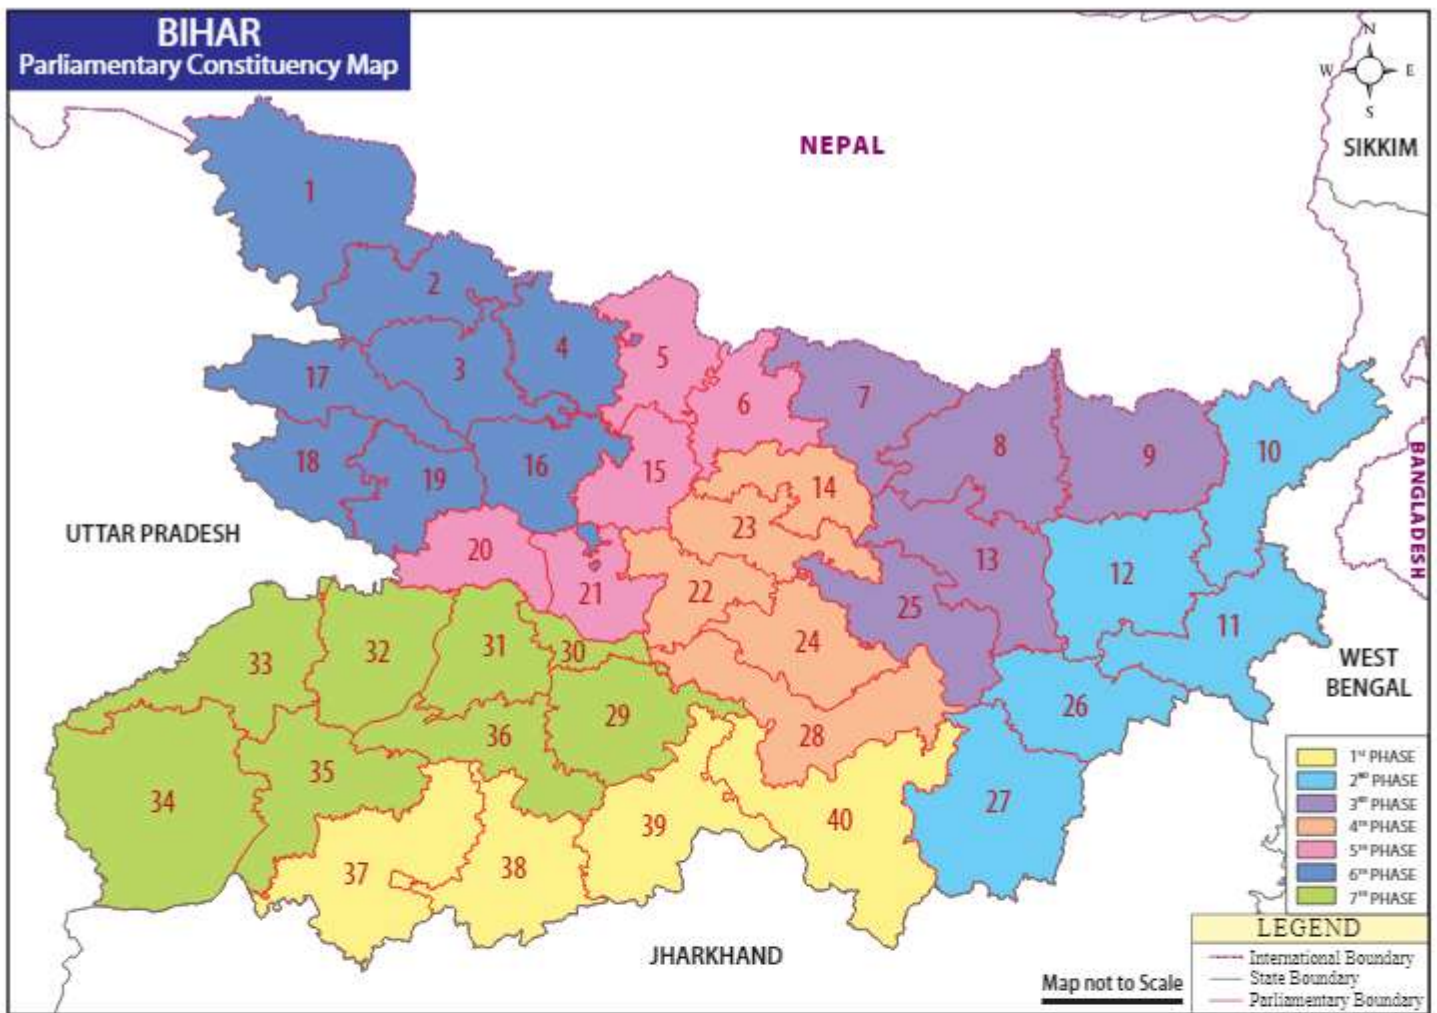 BIHAR
Parliamentary Constituency Map
N
W E
S
NEPAL
SIKKIM
1
2
4
5
17
3
6
7
10
18
19
16
15
14
8
9
BANGLADESH
UTTAR PRADESH
20
23
13
12
21
22
25
11
33
32
31
30
24
WEST
BENGAL
29
26
36
28
35
34
27
39
40
37
38
1ST PHASE
2ND PHASE
3RD PHASE
4TH PHASE
5TH PHASE
6TH PHASE
7TH PHASE
JHARKHAND
Map not to Scale
LEGEND
International Boundary
State Boundary
Parliamentary Boundary